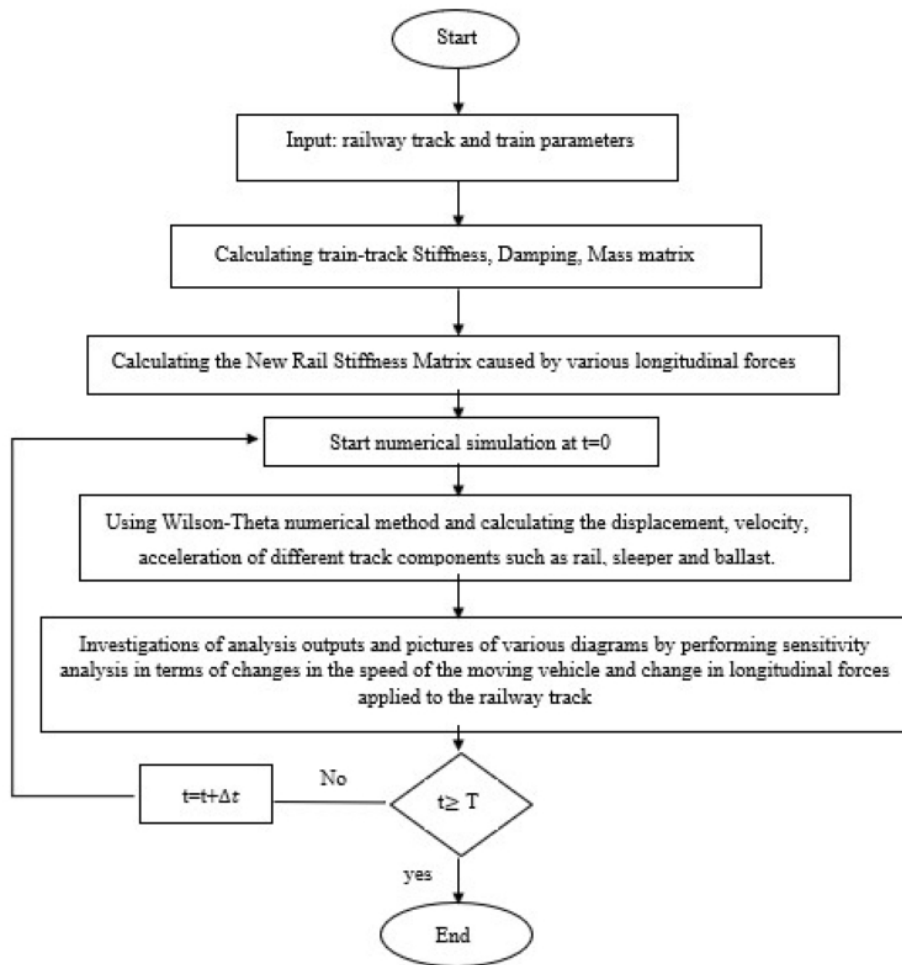 Start
Input: railway track and train parameters
Calculating train-track Stiffness, Damping, Mass matrix
Calculating the New Rail Stiffness Matrix caused by various longitudinal forces
Start numerical simulation at t=0
Using Wilson-Theta numerical method and calculating the displacement, velocity,
acceleration of different track components such as rail, sleeper and ballast.
Investigations of analysis outputs and pictures of various diagrams by performing sensitivity
analysis in terms of changes in the speed of the moving vehicle and change in longitudinal forces
applied to the railway track
No
t=t+Δt
t≥ T
yes
End